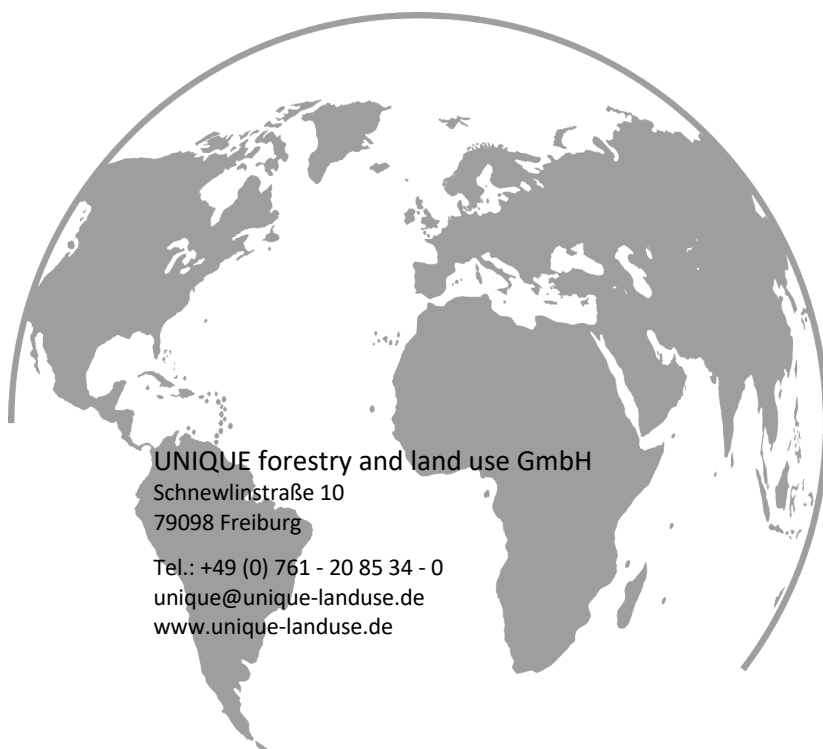 UNIQUE forestry and land use GmbH
Schnewlinstraße 10
79098 Freiburg
Tel.: +49 (0) 761 - 20 85 34 - 0
unique@unique-landuse.de
www.unique-landuse.de